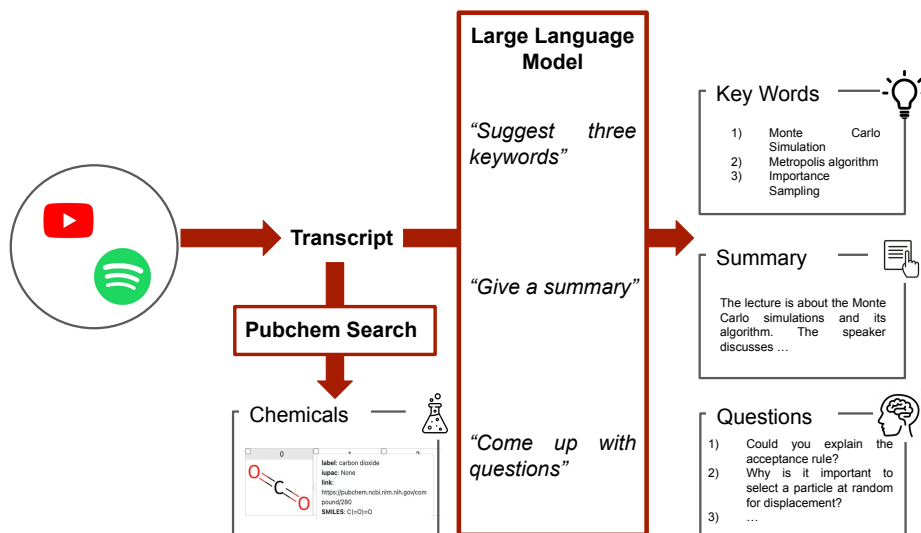 Large Language
Model
“Suggest three
keywords”
“Give a summary”
“Come up with
questions”
Transcript
Pubchem Search
Chemicals
0
1
2
O
C
O
label: carbon dioxide
iupac: None
link:
https://pubchem.ncbi.nlm.nih.gov/com
pound/280
SMILES: C(=O)=O
Key Words
1) Monte Carlo
Simulation
2) Metropolis algorithm
3) Importance
Sampling
Summary
The lecture is about the Monte
Carlo simulations and its
algorithm. The speaker
discusses …
Questions
1) Could you explain the
acceptance rule?
2) Why is it important to
select a particle at random
for displacement?
3) …